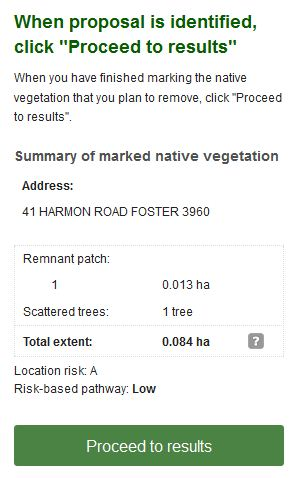 When proposal is identified,
click "Proceed to results"
When you have finished marking the native
vegetation that you plan to remove, click "Proceed
to results".
Summary of marked native vegetation
Address:
41 HARMON ROAD FOSTER 3960
Remnant patch:
1 0.013 ha
Scattered trees: 1 tree
Total extent: 0.084 ha ?
Location risk: A
Risk-based pathway: Low
Proceed to results